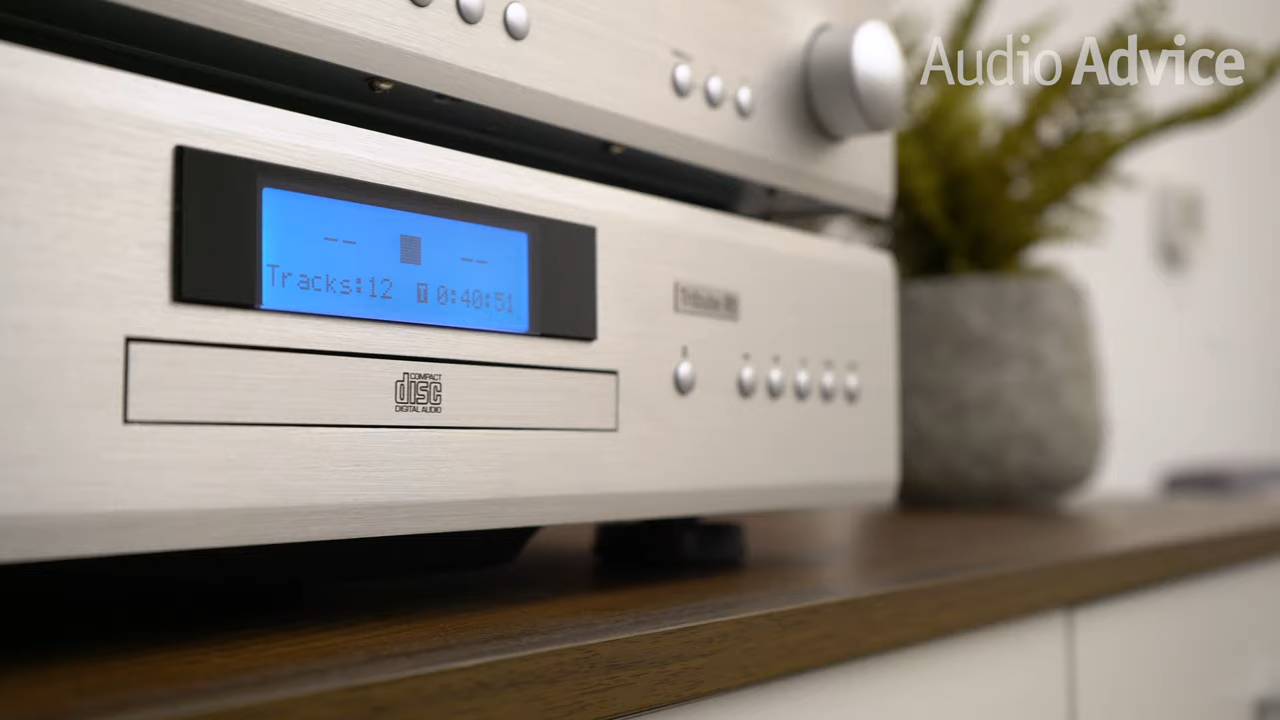 Audio Advice
-- --
Tracks:12 T 0:40:51
COMPACT
disc
DIGITAL AUDIO